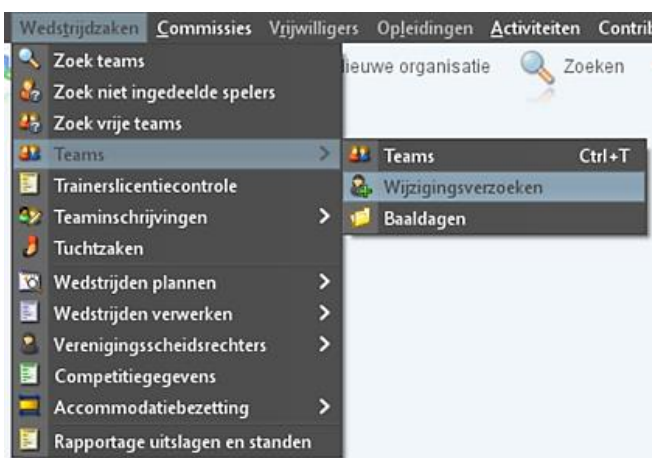 Wedstrijdzaken Commissies Vrijwilligers Opleidingen Activiteiten Contrib
ieuwe organisatie Zoeken
Zoek teams
Zoek niet ingedeelde spelers
Zoek vrije teams
Teams
Teams Ctrl+T
Trainerslicentiecontrole
Wijzigingsverzoeken
Teaminschrijvingen
Baaldagen
Tuchtzaken
Wedstrijden plannen
Wedstrijden verwerken
Verenigingsscheidsrechters
Competitiegegevens
Accommodatiebezetting
Rapportage uitslagen en standen